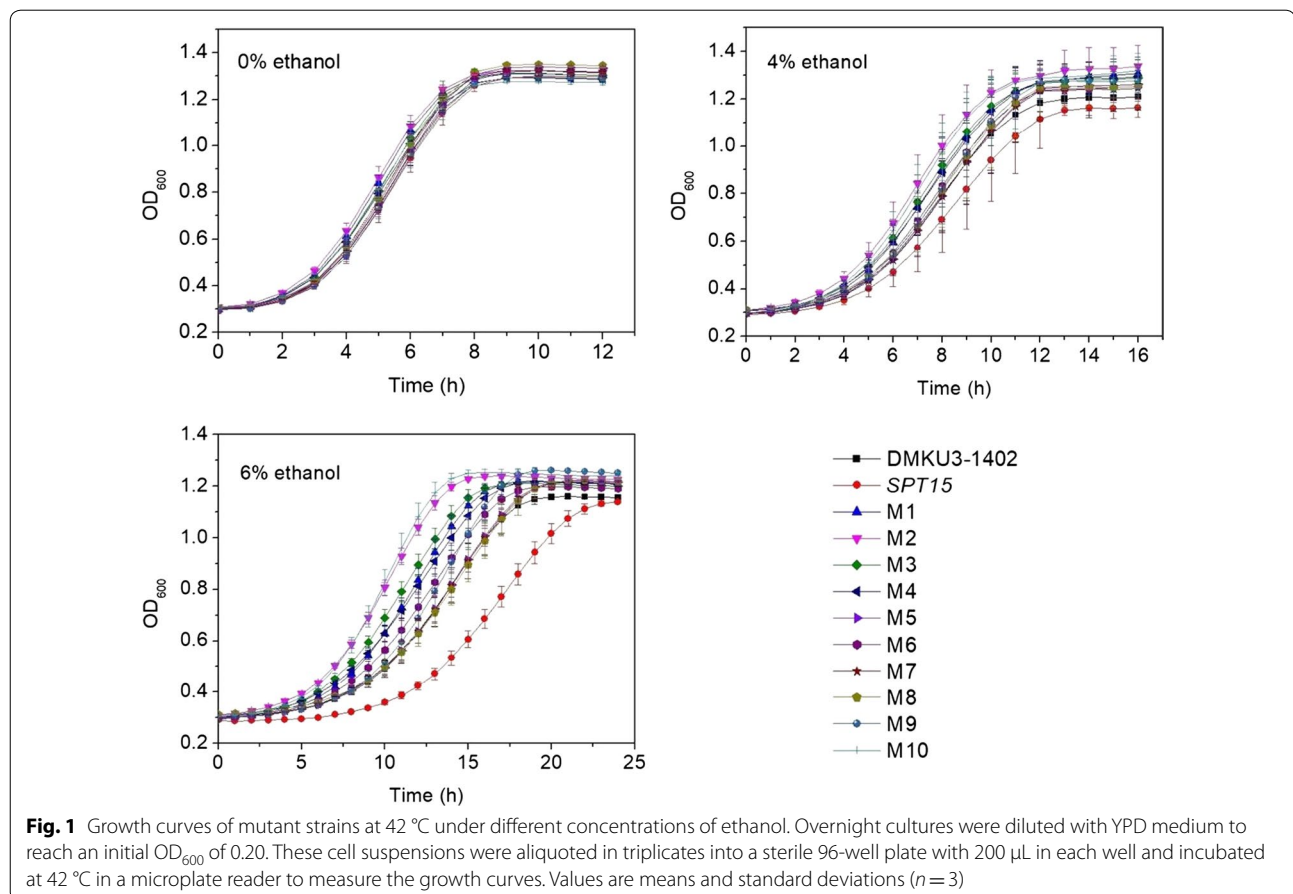 0% ethanol
1.4
1.2
1.0
0.8
0.6
0.4
0.2
OD600
0 2 4 6 8 10 12
Time (h)
4% ethanol
1.4
1.2
1.0
0.8
0.6
0.4
0.2
OD600
0 2 4 6 8 10 12 14 16
Time (h)
6% ethanol
1.4
1.2
1.0
0.8
0.6
0.4
0.2
OD600
0 5 10 15 20 25
Time (h)
DMKU3-1402
SPT15
M1
M2
M3
M4
M5
M6
M7
M8
M9
M10
Fig. 1 Growth curves of mutant strains at 42 °C under different concentrations of ethanol. Overnight cultures were diluted with YPD medium to
reach an initial OD600 of 0.20. These cell suspensions were aliquoted in triplicates into a sterile 96-well plate with 200 µL in each well and incubated
at 42 °C in a microplate reader to measure the growth curves. Values are means and standard deviations (n = 3)